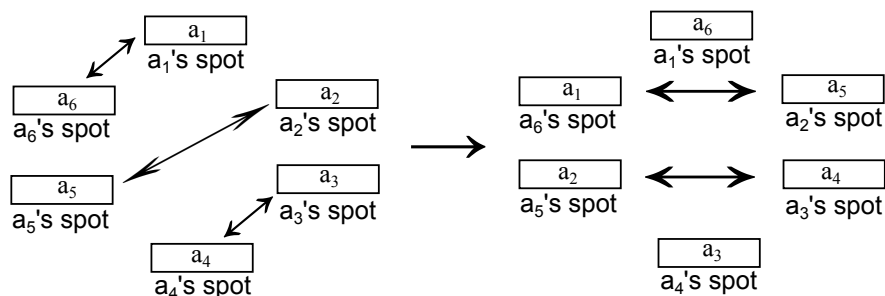 a₁
a₁'s spot
a₆
a₆'s spot
a₂
a₂'s spot
a₅
a₅'s spot
a₃
a₃'s spot
a₄
a₄'s spot
a₆
a₁'s spot
a₁
a₆'s spot
a₅
a₂'s spot
a₂
a₅'s spot
a₄
a₃'s spot
a₃
a₄'s spot